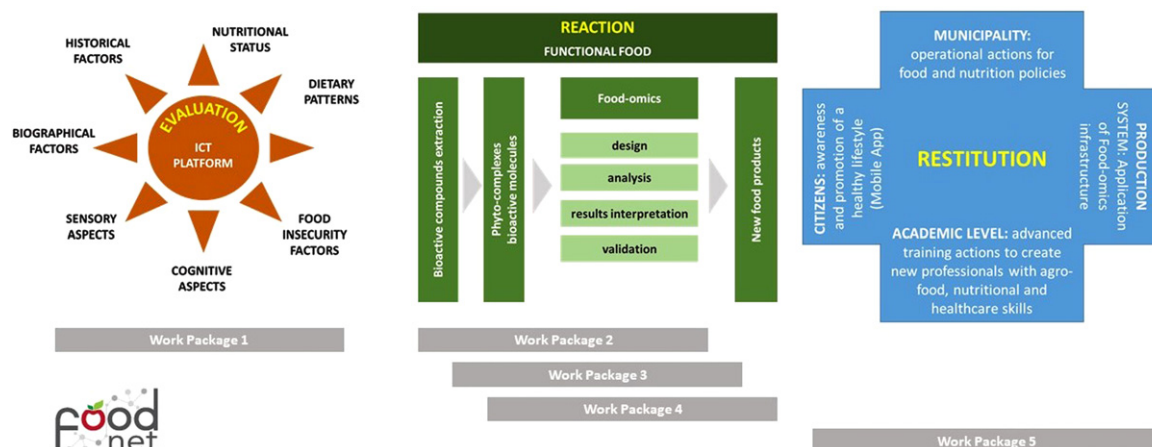 HISTORICAL
FACTORS
NUTRITIONAL
STATUS
DIETARY
PATTERNS
BIOGRAPHICAL
FACTORS
EVALUATION
ICT
PLATFORM
SENSORY
ASPECTS
FOOD
INSECURITY
FACTORS
COGNITIVE
ASPECTS
Work Package 1
food
net
REACTION
FUNCTIONAL FOOD
Bioactive compounds extraction
Phyto-complexes
bioactive molecules
Food-omics
design
analysis
results interpretation
validation
New food products
Work Package 2
Work Package 3
Work Package 4
MUNICIPALITY:
operational actions for
food and nutrition policies
CITIZENS: awareness
and promotion of a
healthy lifestyle
(Mobile App)
RESTITUTION
PRODUCTION
SYSTEM: Application
of Food-omics
infrastructure
ACADEMIC LEVEL: advanced
training actions to create
new professionals with agro-
food, nutritional and
healthcare skills
Work Package 5